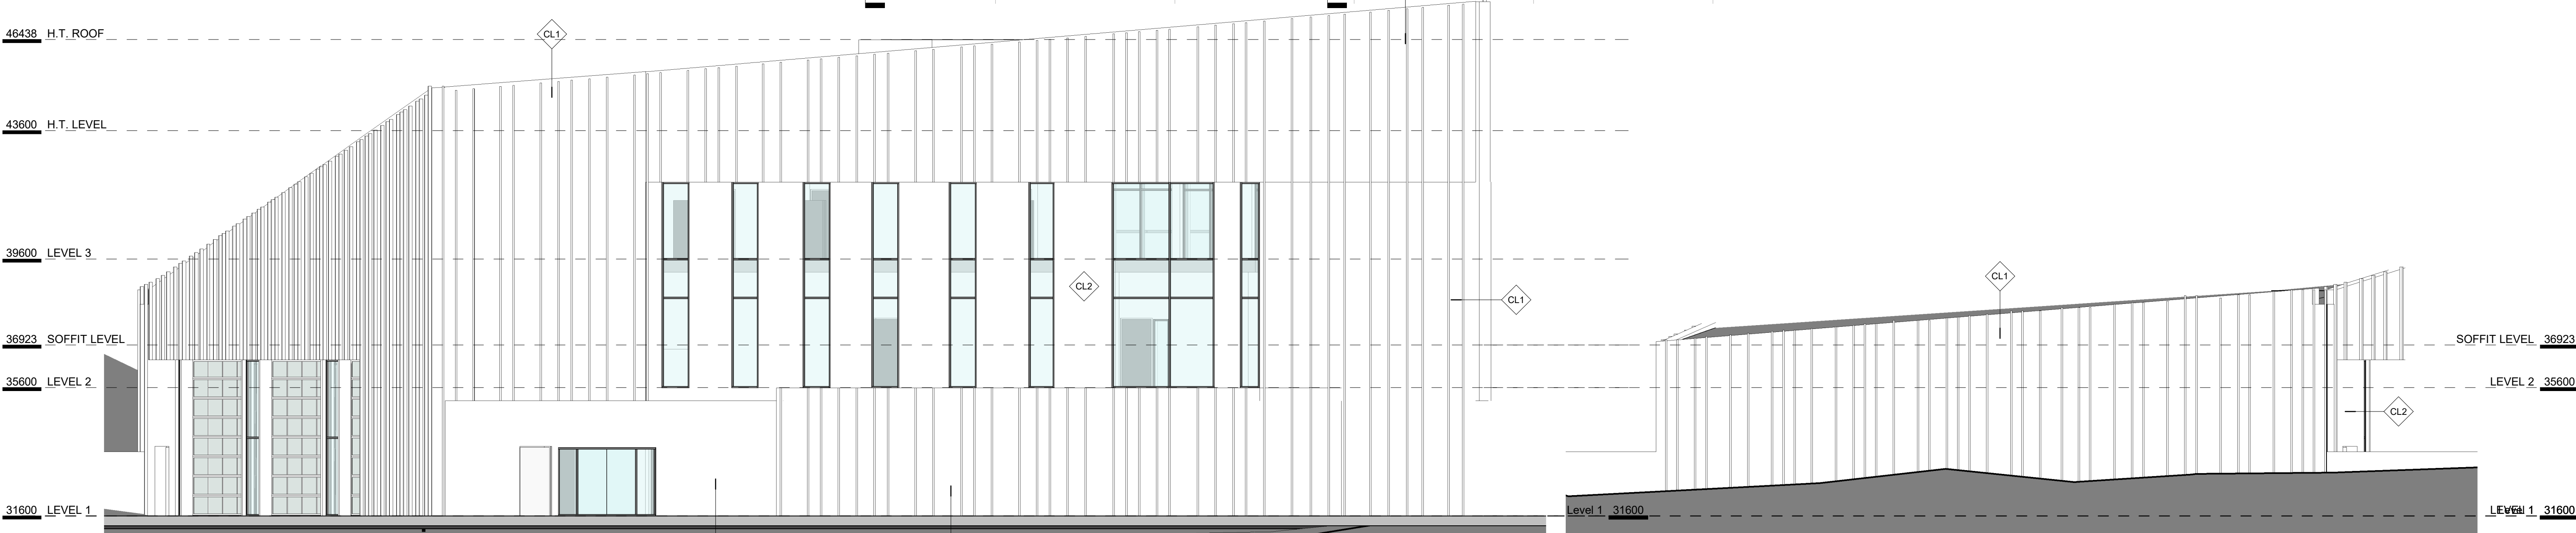 46438 H.T. ROOF
CL1
43600 H.T. LEVEL
39600 LEVEL 3
CL1
CL2
CL1
36923 SOFFIT LEVEL
SOFFIT LEVEL 36923
35600 LEVEL 2
LEVEL 2 35600
CL2
31600 LEVEL 1
Level 1 31600
LEVEL 1 31600